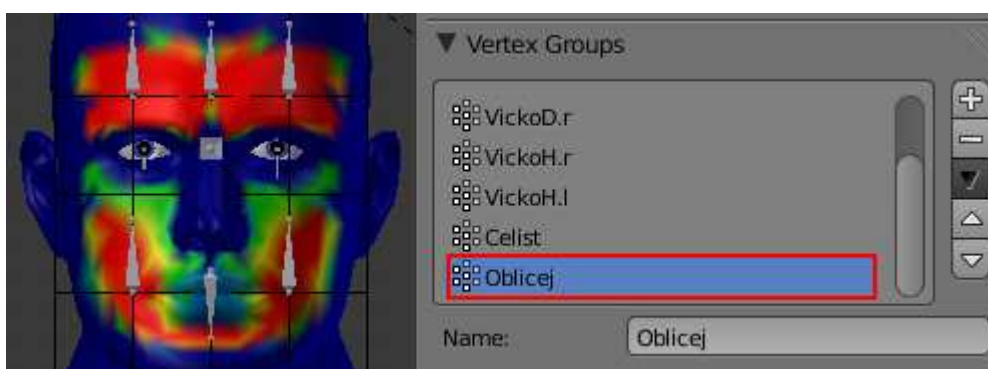 Vertex Groups
VickoD.r
VickoH.r
VickoH.l
Celist
Oblicej
Name: Oblicej